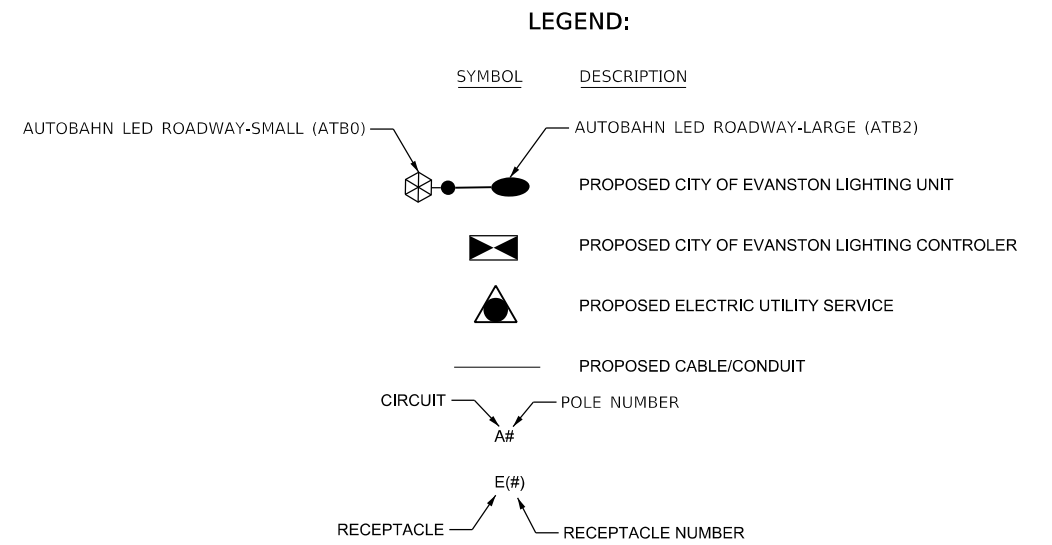 LEGEND:
SYMBOL DESCRIPTION
AUTOBAHN LED ROADWAY-SMALL (ATB0) AUTOBAHN LED ROADWAY-LARGE (ATB2)
PROPOSED CITY OF EVANSTON LIGHTING UNIT
PROPOSED CITY OF EVANSTON LIGHTING CONTROLER
PROPOSED ELECTRIC UTILITY SERVICE
PROPOSED CABLE/CONDUIT
CIRCUIT POLE NUMBER
A#
E(#)
RECEPTACLE RECEPTACLE NUMBER